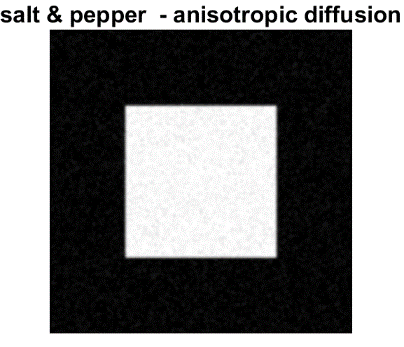 salt & pepper  - anisotropic diffusion